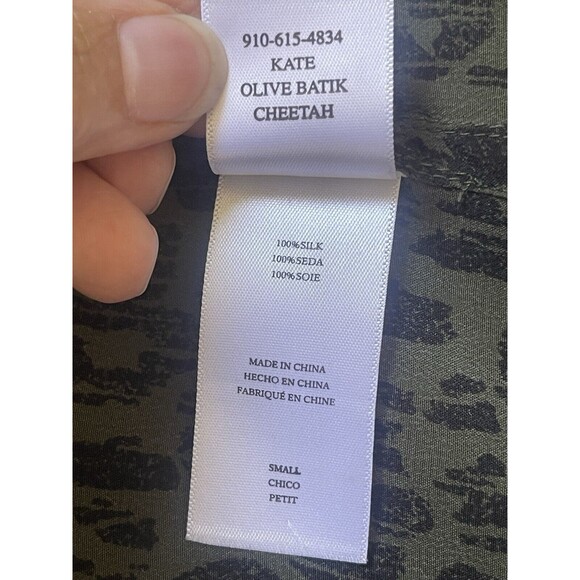 910-615-4834
KATE
OLIVE BATIK
CHEETAH
100%SILK
100%SEDA
100%SOIE
MADE IN CHINA
HECHO EN CHINA
FABRIQUÉ EN CHINE
SMALL
CHICO
PETIT